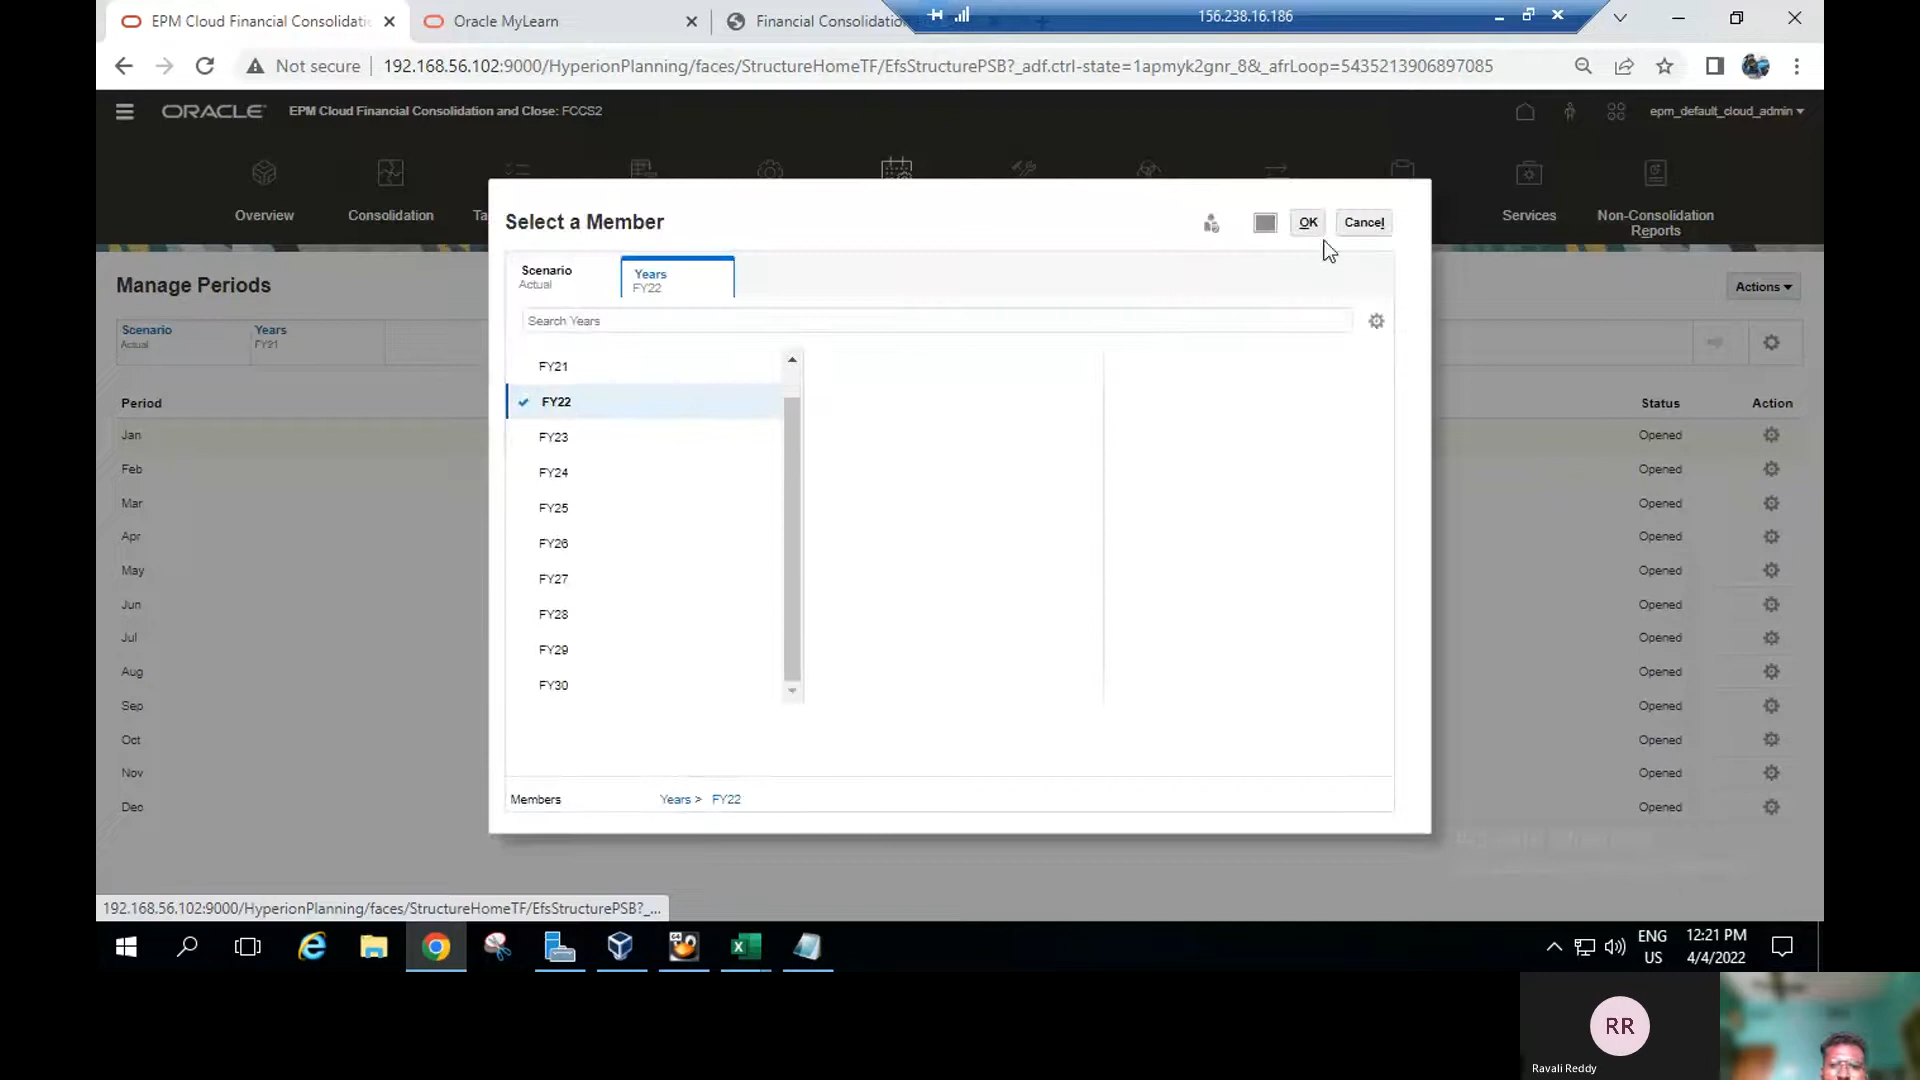 EPM Cloud Financial Consolidati
Oracle MyLearn
Financial Consolidation
156.238.16.186
Not secure
192.168.56.102:9000/HyperionPlanning/faces/StructureHomeTF/EfsStructurePSB?_adf.ctrl-state=1apmyk2gnr_8&_afrLoop=5435213906897085
ORACLE
EPM Cloud Financial Consolidation and Close: FCCS2
epm_default_cloud_admin
Overview
Consolidation
Ta
Services
Non-Consolidation
Reports
Select a Member
OK
Cancel
Scenario
Actual
Years
FY22
Search Years
FY21
FY22
FY23
FY24
FY25
FY26
FY27
FY28
FY29
FY30
Members
Years > FY22
Manage Periods
Actions
Scenario
Actual
Years
FY21
Period
Status
Action
Jan
Opened
Feb
Opened
Mar
Opened
Apr
Opened
May
Opened
Jun
Opened
Jul
Opened
Aug
Opened
Sep
Opened
Oct
Opened
Nov
Opened
Dec
Opened
192.168.56.102:9000/HyperionPlanning/faces/StructureHomeTF/EfsStructurePSB?_...
ENG
US
12:21 PM
4/4/2022
RR
Ravali Reddy